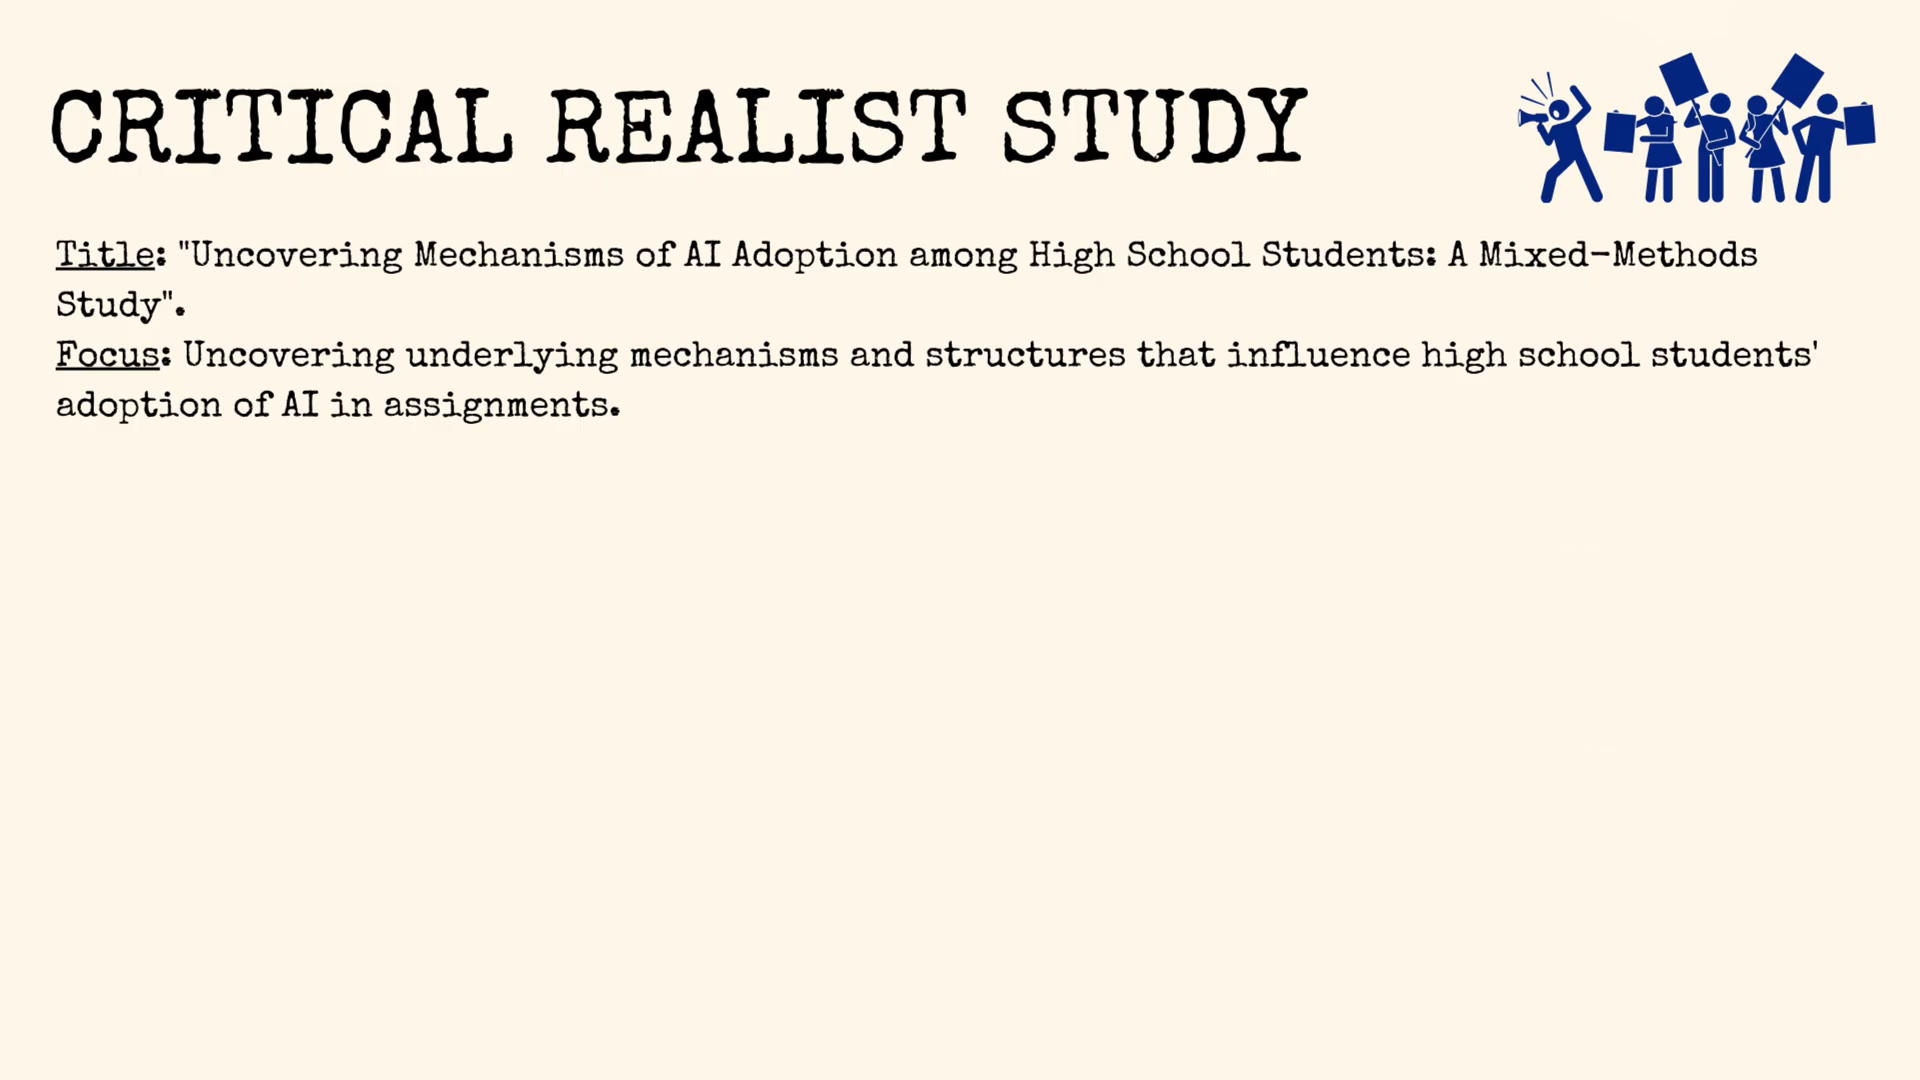 CRITICAL REALIST STUDY
Title: "Uncovering Mechanisms of AI Adoption among High School Students: A Mixed-Methods
Study".
Focus: Uncovering underlying mechanisms and structures that influence high school students'
adoption of AI in assignments.